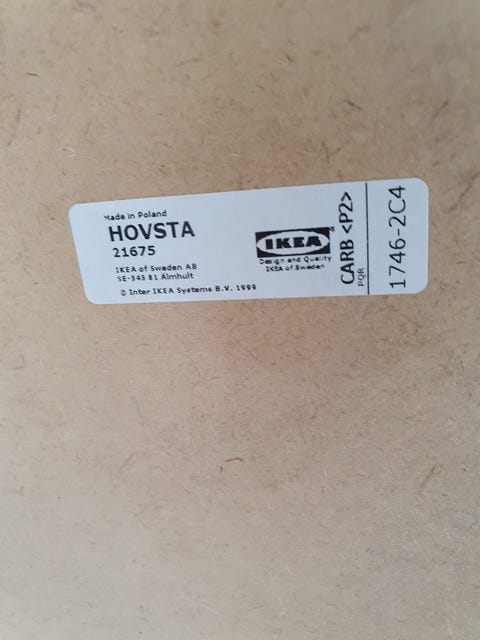 Made in Poland
HOVSTA
21675
IKEA of Sweden AB
SE-343 81 Älmhult
© Inter IKEA Systems B.V. 1999
IKEA®
Design and Quality
IKEA of Sweden
CARB <P2>
PQR
1746-2C4